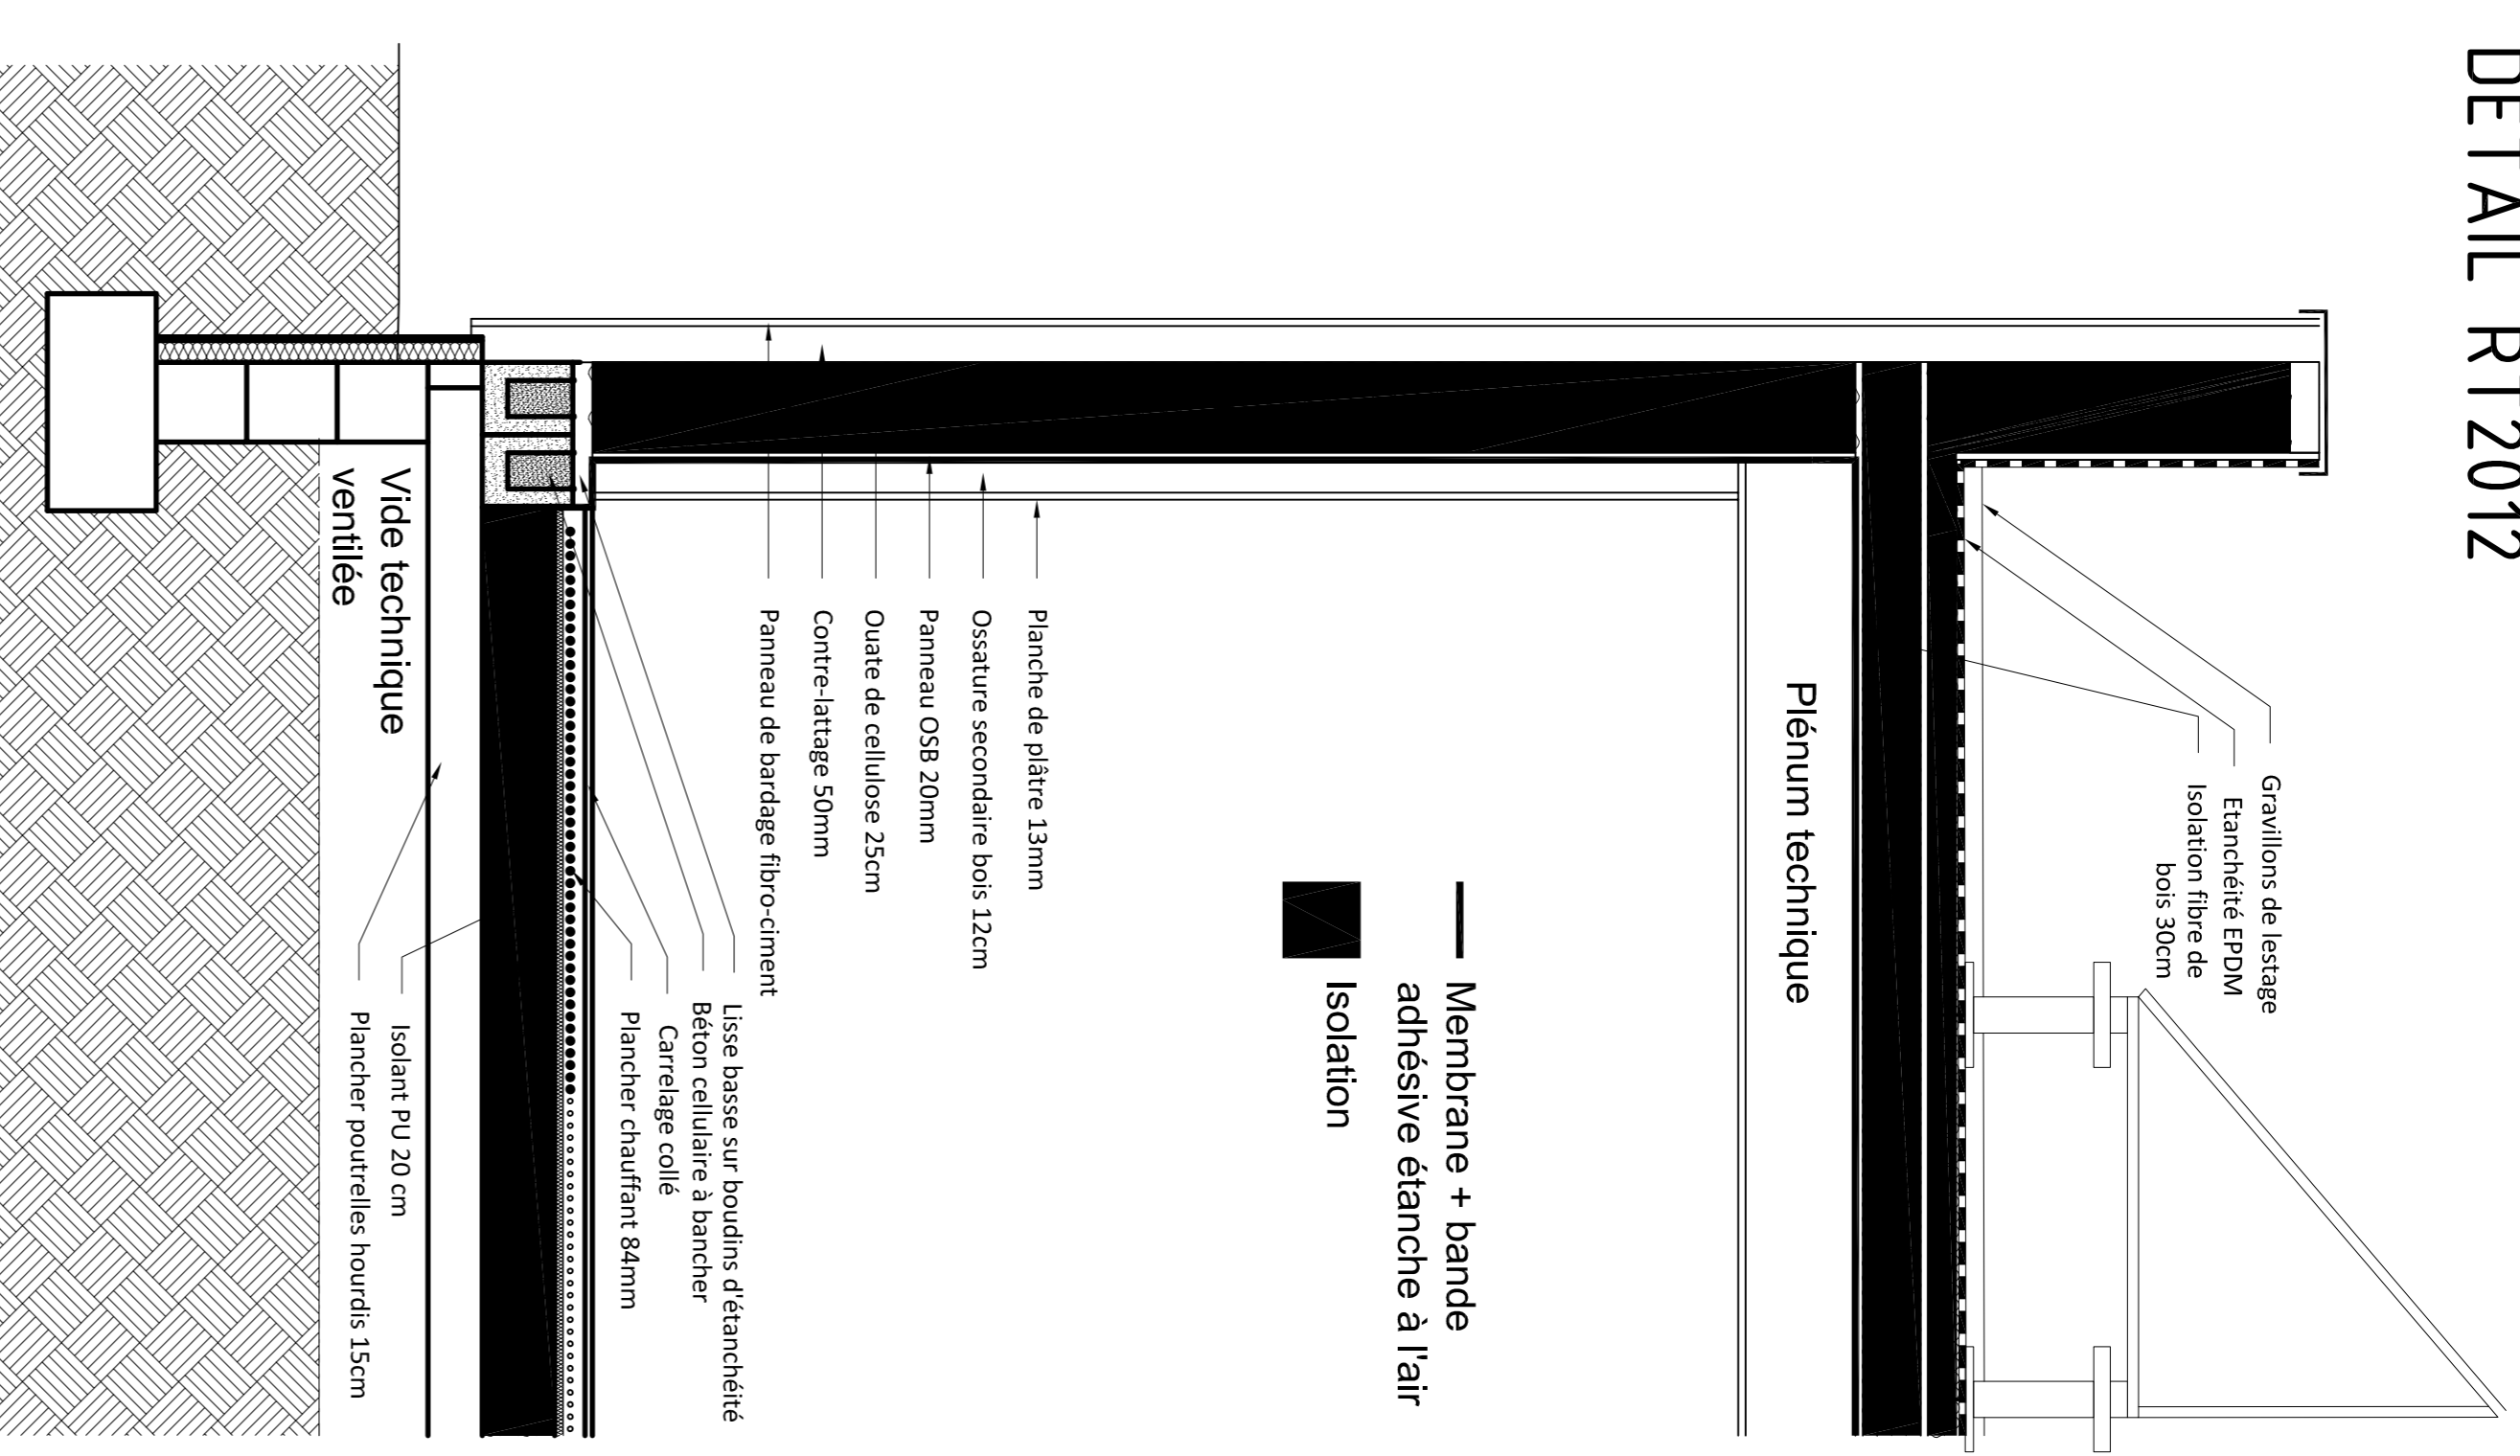 DETAIL RT2012
Gravillons de lestage
Etanchéité EPDM
Isolation fibre de
bois 30cm
Plénum technique
Membrane + bande
adhésive étanche à l'air
Isolation
Planche de plâtre 13mm
Ossature secondaire bois 12cm
Panneau OSB 20mm
Ouate de cellulose 25cm
Contre-lattage 50mm
Panneau de bardage fibro-ciment
Lisse basse sur boudins d'étanchéité
Béton cellulaire à bancher
Carrelage collé
Plancher chauffant 84mm
Isolant PU 20 cm
Plancher poutrelles hourdis 15cm
Vide technique
ventilée